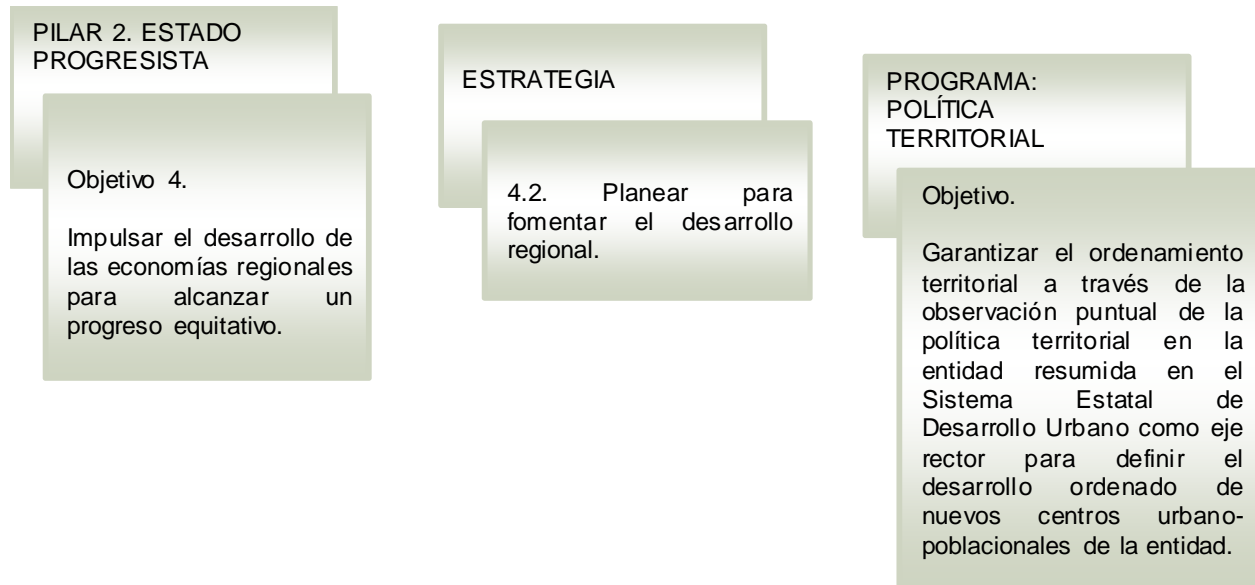 PILAR 2. ESTADO
PROGRESISTA
Objetivo 4.
Impulsar el desarrollo de
las economías regionales
para alcanzar un
progreso equitativo.
ESTRATEGIA
4.2. Planear para
fomentar el desarrollo
regional.
PROGRAMA:
POLÍTICA
TERRITORIAL
Objetivo.
Garantizar el ordenamiento
territorial a través de la
observación puntual de la
política territorial en la
entidad resumida en el
Sistema Estatal de
Desarrollo Urbano como eje
rector para definir el
desarrollo ordenado de
nuevos centros urbano-
poblacionales de la entidad.